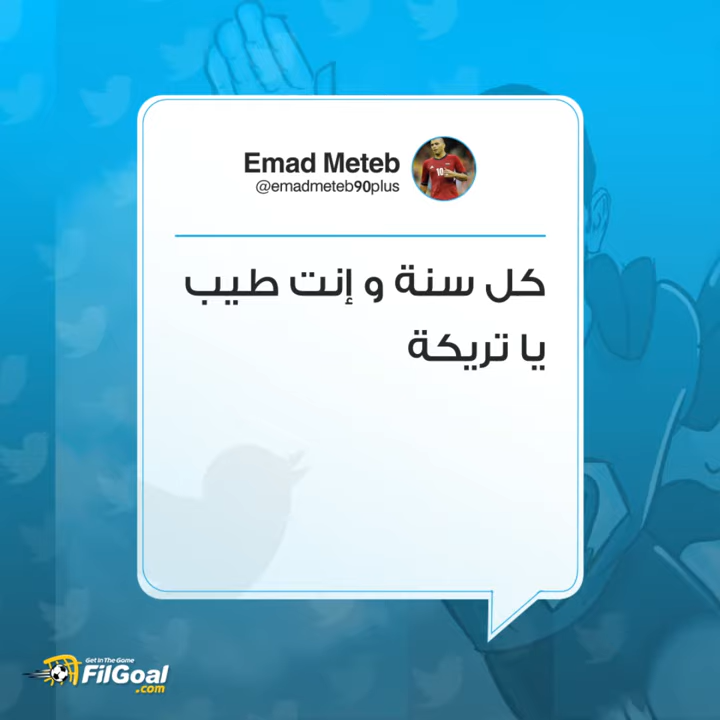 Emad Meteb
@emadmeteb90plus
كل سنة و إنت طيب
يا تريكة
Get In The Game
FilGoal
.com